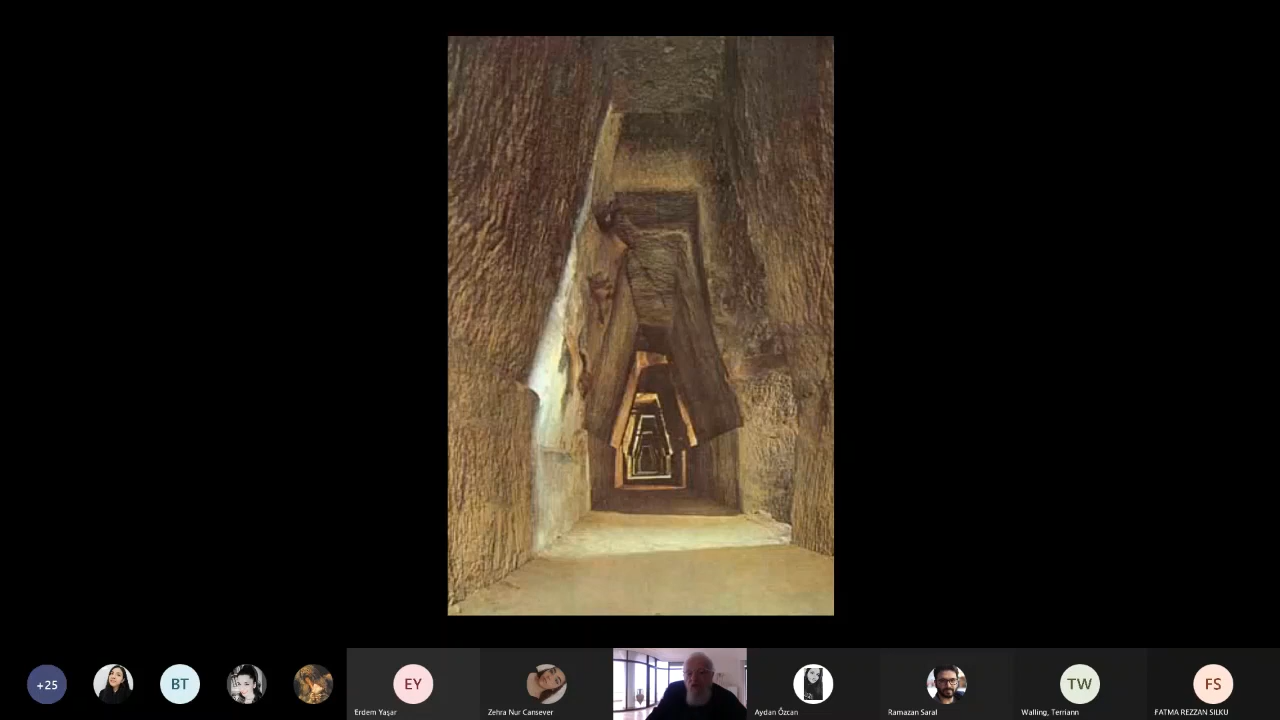 +25
BT
EY
TW
FS
Erdem Yaşar
Zehra Nur Cansever
Aydan Özcan
Ramazan Saral
Walling, Terriann
FATMA REZZAN SILKU